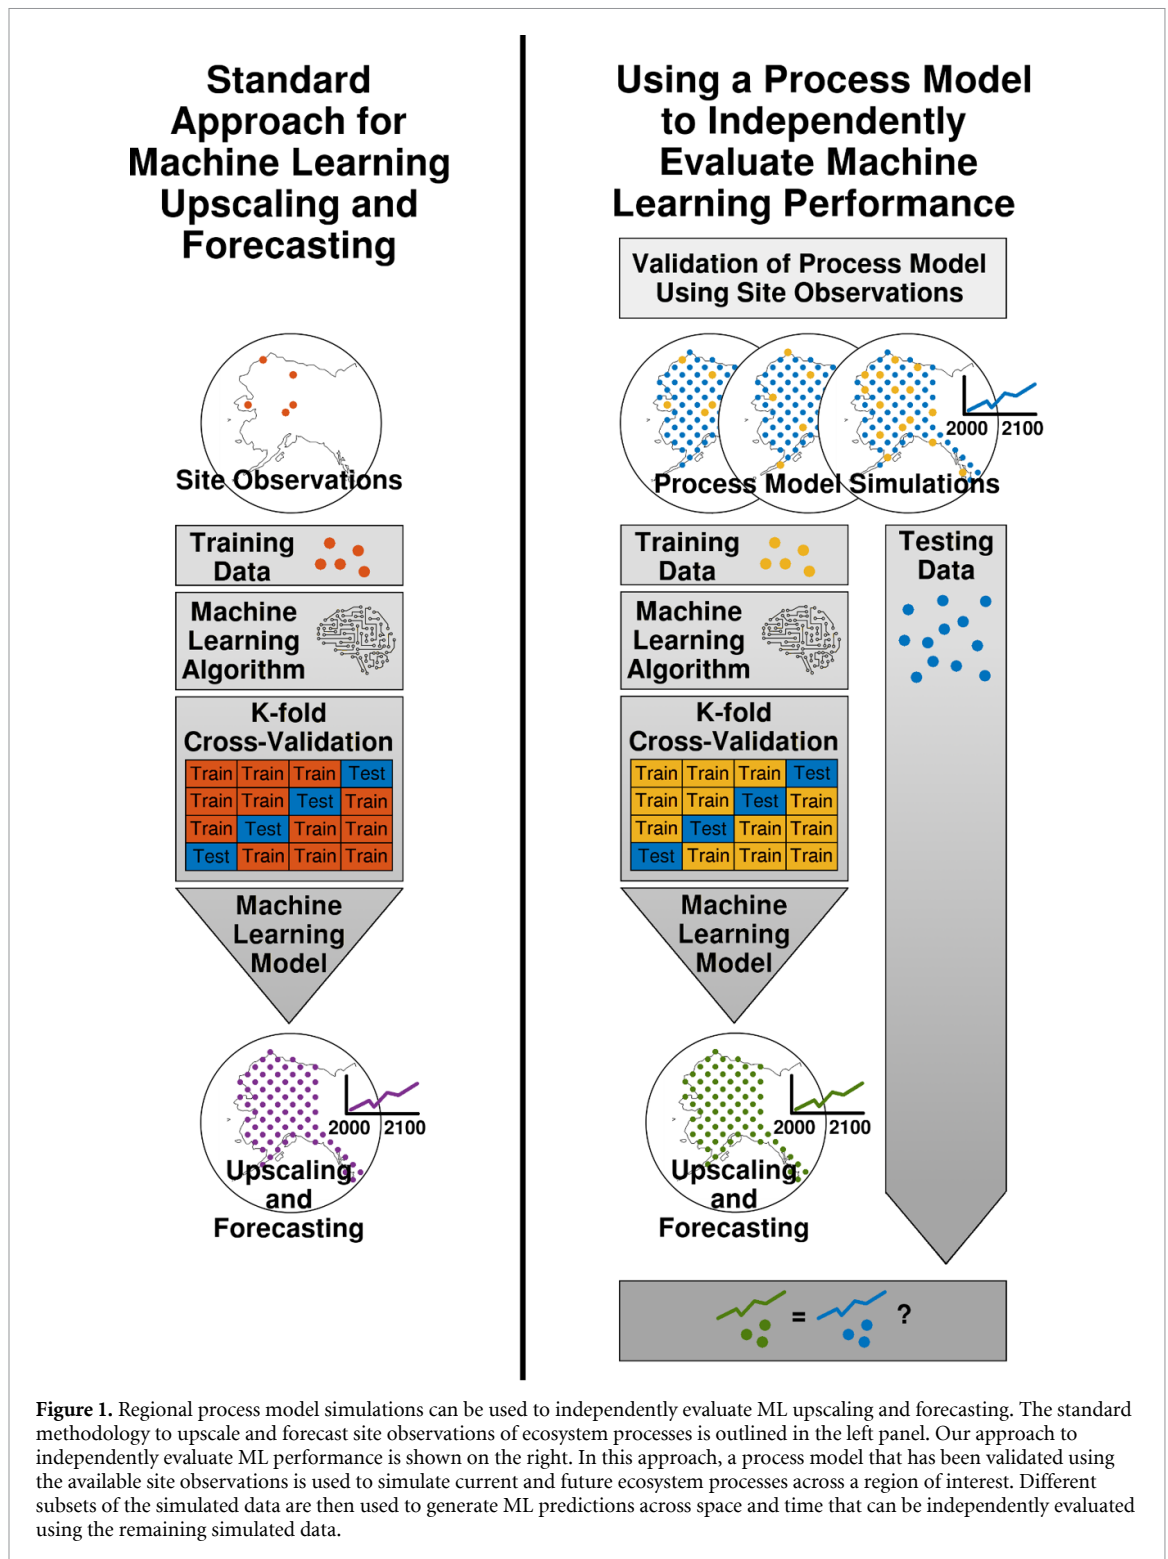 Standard
Approach for
Machine Learning
Upscaling and
Forecasting
Site Observations
Training
Data
Machine
Learning
Algorithm
K-fold
Cross-Validation
Train Train Train Test
Train Train Test Train
Train Test Train Train
Test Train Train Train
Machine
Learning
Model
2000 2100
Upscaling
and
Forecasting
Using a Process Model
to Independently
Evaluate Machine
Learning Performance
Validation of Process Model
Using Site Observations
2000 2100
Process Model Simulations
Training
Data
Machine
Learning
Algorithm
K-fold
Cross-Validation
Train Train Train Test
Train Train Test Train
Train Test Train Train
Test Train Train Train
Machine
Learning
Model
2000 2100
Upscaling
and
Forecasting
Testing
Data
= ?
Figure 1. Regional process model simulations can be used to independently evaluate ML upscaling and forecasting. The standard
methodology to upscale and forecast site observations of ecosystem processes is outlined in the left panel. Our approach to
independently evaluate ML performance is shown on the right. In this approach, a process model that has been validated using
the available site observations is used to simulate current and future ecosystem processes across a region of interest. Different
subsets of the simulated data are then used to generate ML predictions across space and time that can be independently evaluated
using the remaining simulated data.